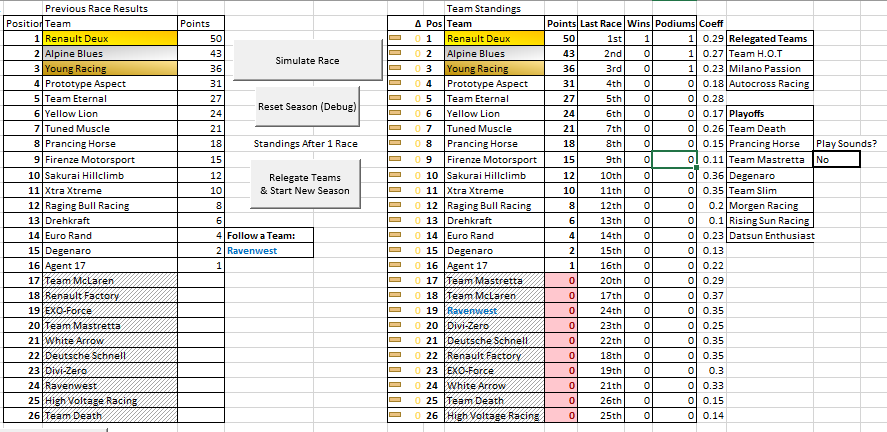 Previous Race Results Team Standings
Position Team Points Δ Pos Team Points Last Race Wins Podiums Coeff
1 Renault Deux 50 0 1 Renault Deux 50 1st 1 1 0.29 Relegated Teams
2 Alpine Blues 43 0 2 Alpine Blues 43 2nd 0 1 0.27 Team H.O.T
3 Young Racing 36 Simulate Race 0 3 Young Racing 36 3rd 0 1 0.23 Milano Passion
4 Prototype Aspect 31 0 4 Prototype Aspect 31 4th 0 0 0.18 Autocross Racing
5 Team Eternal 27 Reset Season (Debug) 0 5 Team Eternal 27 5th 0 0 0.28
6 Yellow Lion 24 0 6 Yellow Lion 24 6th 0 0 0.17 Playoffs
7 Tuned Muscle 21 0 7 Tuned Muscle 21 7th 0 0 0.26 Team Death
8 Prancing Horse 18 Standings After 1 Race 0 8 Prancing Horse 18 8th 0 0 0.15 Prancing Horse Play Sounds?
9 Firenze Motorsport 15 0 9 Firenze Motorsport 15 9th 0 0 0.11 Team Mastretta No
10 Sakurai Hillclimb 12 Relegate Teams 0 10 Sakurai Hillclimb 12 10th 0 0 0.36 Degenaro
11 Xtra Xtreme 10 & Start New Season 0 11 Xtra Xtreme 10 11th 0 0 0.35 Team Slim
12 Raging Bull Racing 8 0 12 Raging Bull Racing 8 12th 0 0 0.2 Morgen Racing
13 Drehkraft 6 0 13 Drehkraft 6 13th 0 0 0.1 Rising Sun Racing
14 Euro Rand 4 Follow a Team: 0 14 Euro Rand 4 14th 0 0 0.23 Datsun Enthusiast
15 Degenaro 2 Ravenwest 0 15 Degenaro 2 15th 0 0 0.13
16 Agent 17 1 0 16 Agent 17 1 16th 0 0 0.22
17 Team McLaren 0 17 Team Mastretta 0 20th 0 0 0.29
18 Renault Factory 0 18 Team McLaren 0 17th 0 0 0.37
19 EXO-Force 0 19 Ravenwest 0 24th 0 0 0.35
20 Team Mastretta 0 20 Divi-Zero 0 23th 0 0 0.25
21 White Arrow 0 21 Deutsche Schnell 0 22th 0 0 0.35
22 Deutsche Schnell 0 22 Renault Factory 0 18th 0 0 0.35
23 Divi-Zero 0 23 EXO-Force 0 19th 0 0 0.3
24 Ravenwest 0 24 White Arrow 0 21th 0 0 0.33
25 High Voltage Racing 0 25 Team Death 0 26th 0 0 0.15
26 Team Death 0 26 High Voltage Racing 0 25th 0 0 0.14